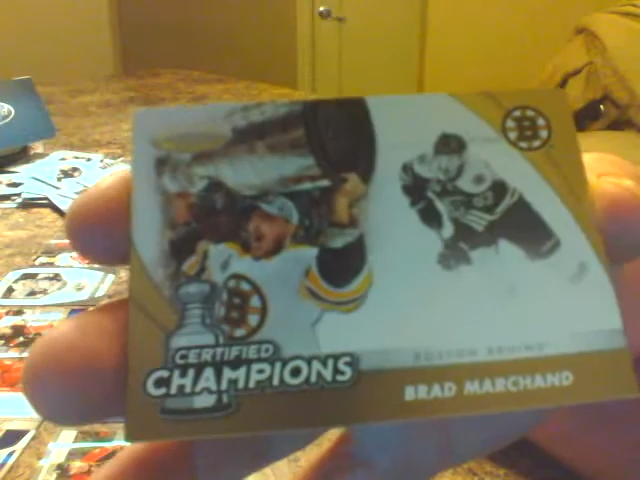 B
B
CERTIFIED
CHAMPIONS
BOSTON BRUINS
BRAD MARCHAND